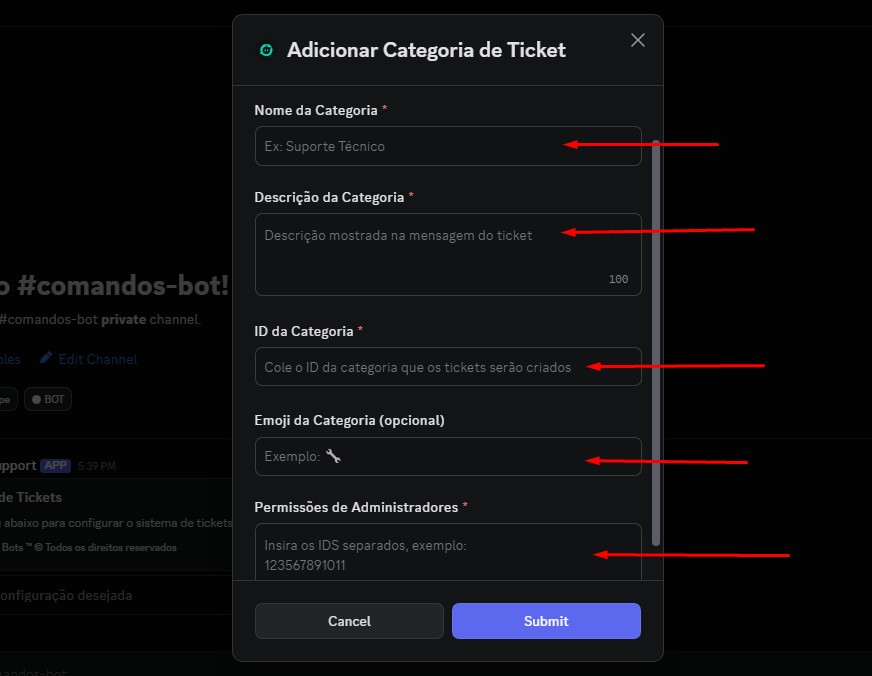 Adicionar Categoria de Ticket
Nome da Categoria *
Ex: Suporte Técnico
Descrição da Categoria *
Descrição mostrada na mensagem do ticket
100
ID da Categoria *
Cole o ID da categoria que os tickets serão criados
Emoji da Categoria (opcional)
Exemplo: 🔧
Permissões de Administradores *
Insira os IDS separados, exemplo:
123567891011
Cancel
Submit
o #comandos-bot!
#comandos-bot private channel.
Edit Channel
BOT
APP 5:39 PM
de Tickets
abaixo para configurar o sistema de tickets
Bots ™ © Todos os direitos reservados
onfiguração desejada